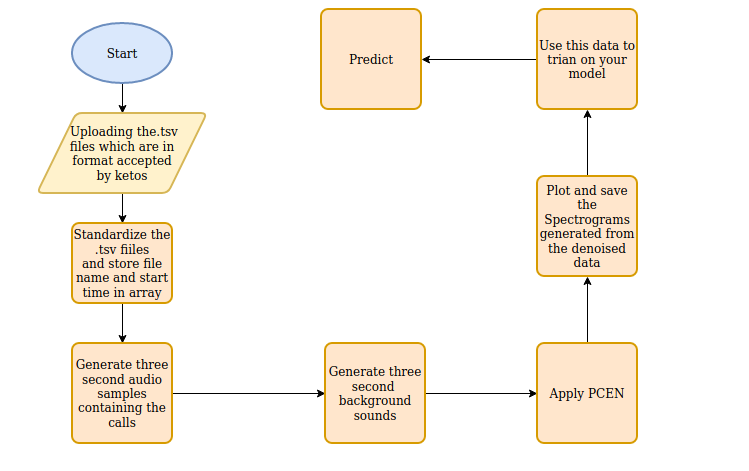 Start
Uploading the.tsv
files which are in
format accepted
by ketos
Standardize the
.tsv fiiles
and store file
name and start
time in array
Generate three
second audio
samples
containing the
calls
Generate three
second
background
sounds
Apply PCEN
Plot and save
the
Spectrograms
generated from
the denoised
data
Use this data to
trian on your
model
Predict